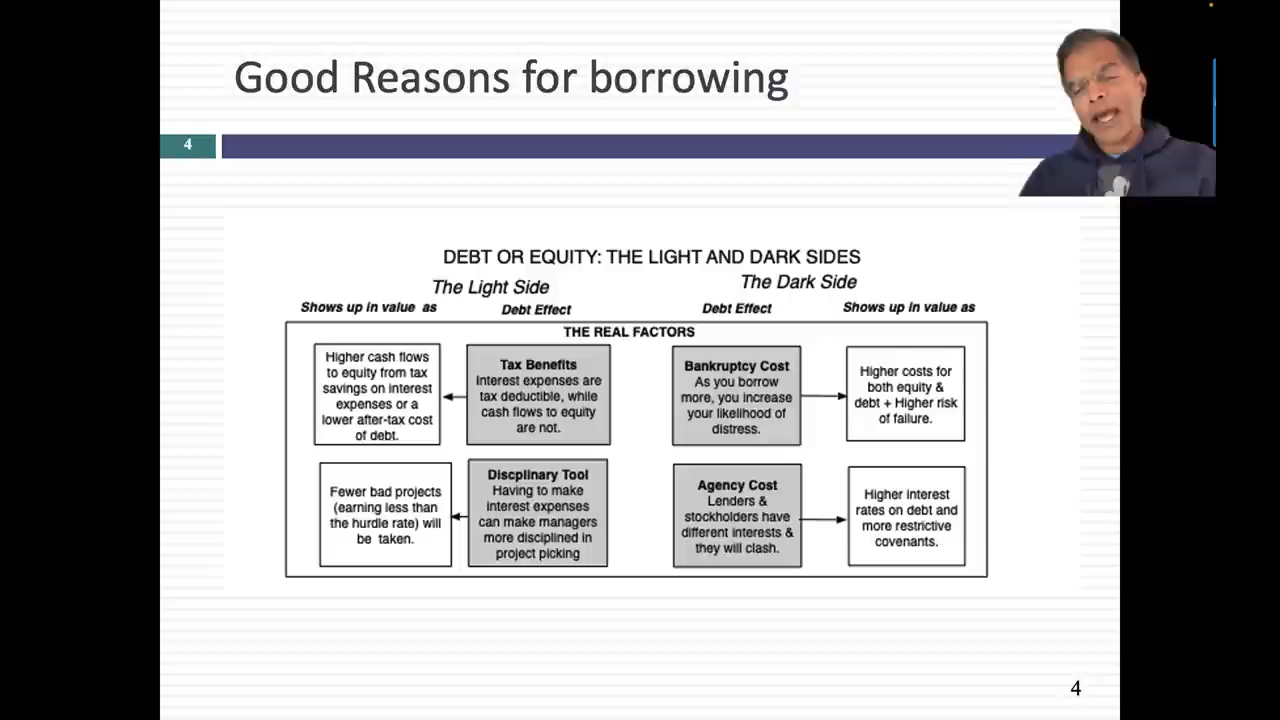 Good Reasons for borrowing
4
DEBT OR EQUITY: THE LIGHT AND DARK SIDES
The Light Side
The Dark Side
Shows up in value as
Debt Effect
Debt Effect
Shows up in value as
THE REAL FACTORS
Higher cash flows
to equity from tax
savings on interest
expenses or a
lower after-tax cost
of debt.
Tax Benefits
Interest expenses are
tax deductible, while
cash flows to equity
are not.
Bankruptcy Cost
As you borrow
more, you increase
your likelihood of
distress.
Higher costs for
both equity &
debt + Higher risk
of failure.
Fewer bad projects
(earning less than
the hurdle rate) will
be taken.
Discplinary Tool
Having to make
interest expenses
can make managers
more disciplined in
project picking
Agency Cost
Lenders &
stockholders have
different interests &
they will clash.
Higher interest
rates on debt and
more restrictive
covenants.
4